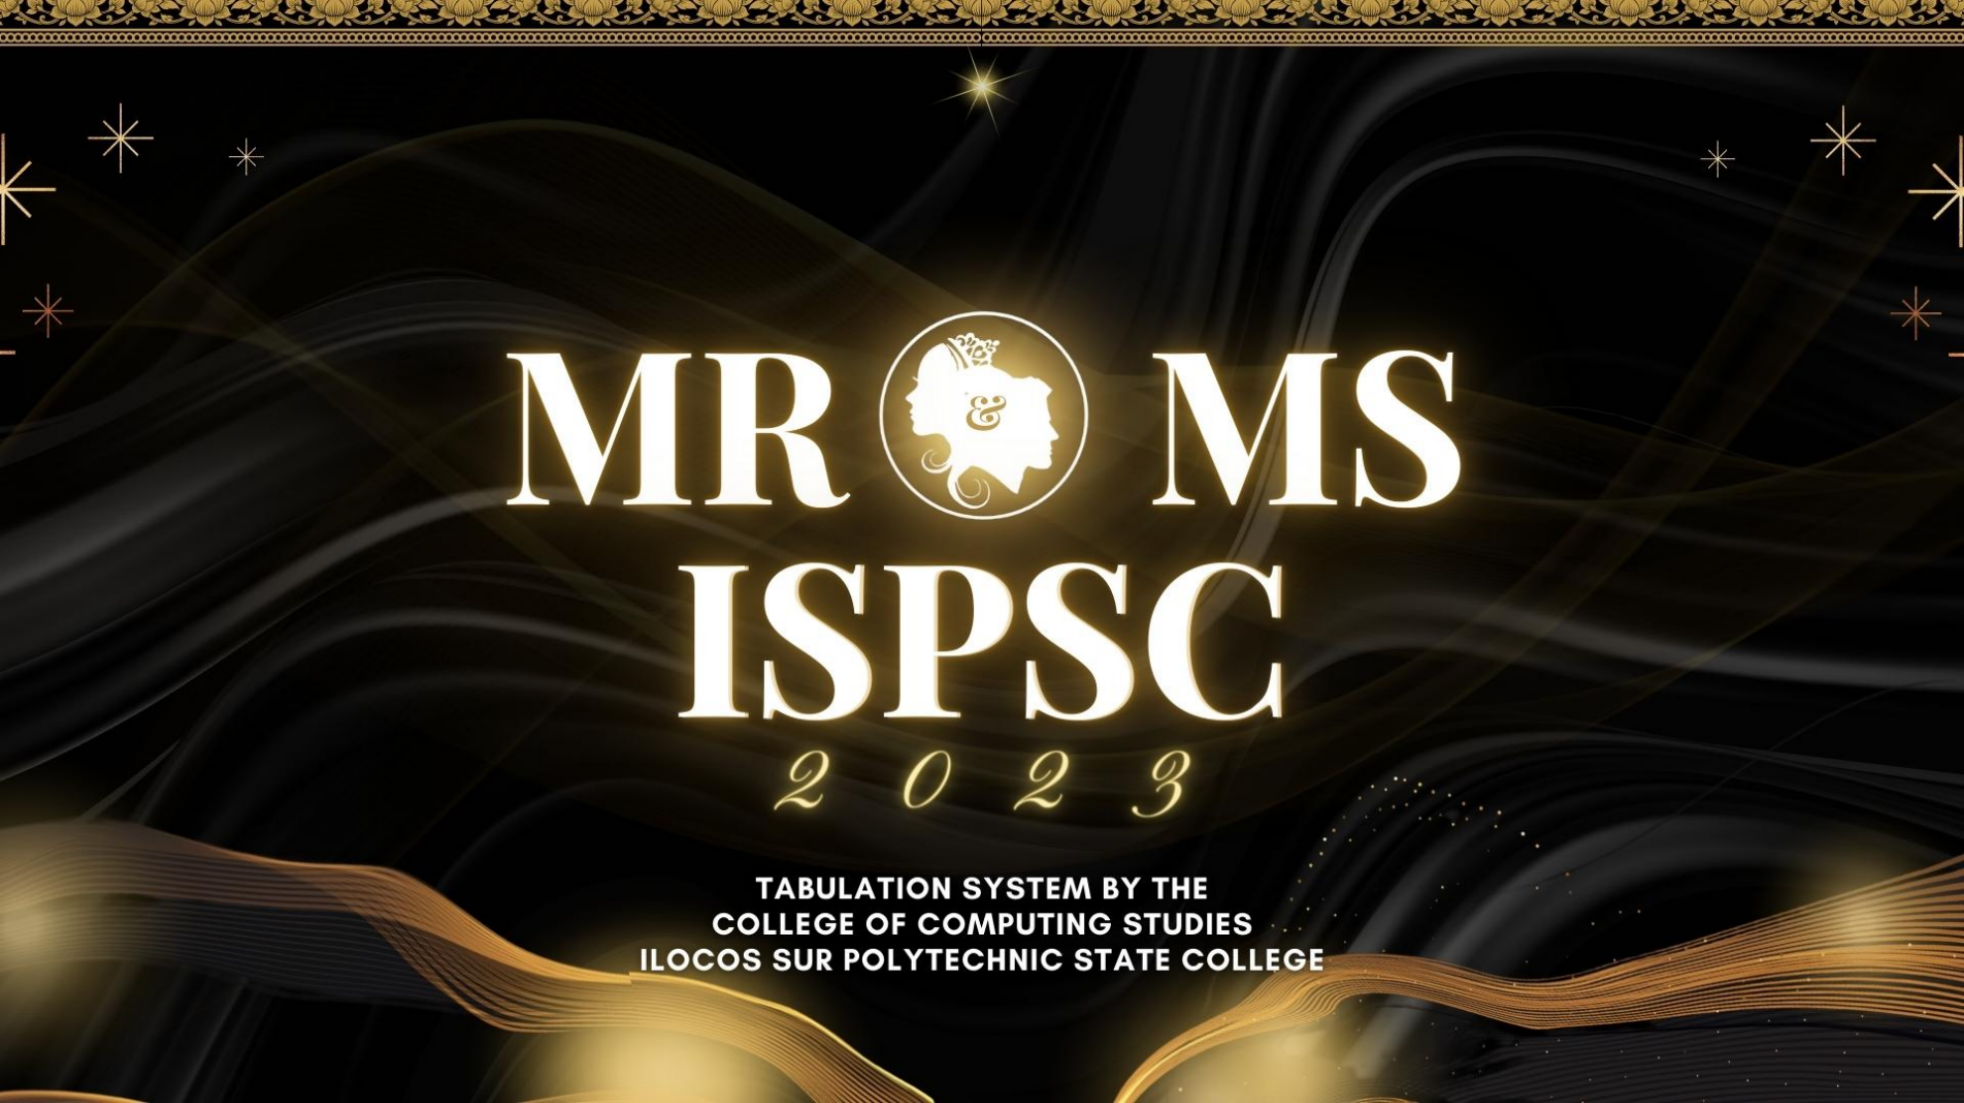 MR & MS
ISPSC
2023
TABULATION SYSTEM BY THE
COLLEGE OF COMPUTING STUDIES
ILOCOS SUR POLYTECHNIC STATE COLLEGE